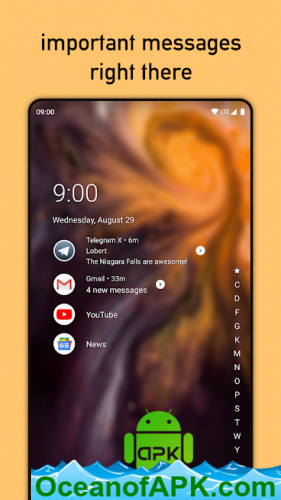 important messages
right there
09:00
LTE
9:00
Wednesday, August 29
Telegram X • 6m
Lobert
The Niagara Falls are awesome!
Gmail • 33m
4 new messages
YouTube
News
★
C
D
F
G
H
K
L
M
N
O
P
R
S
T
W
Y
apk
OceanofAPK.com